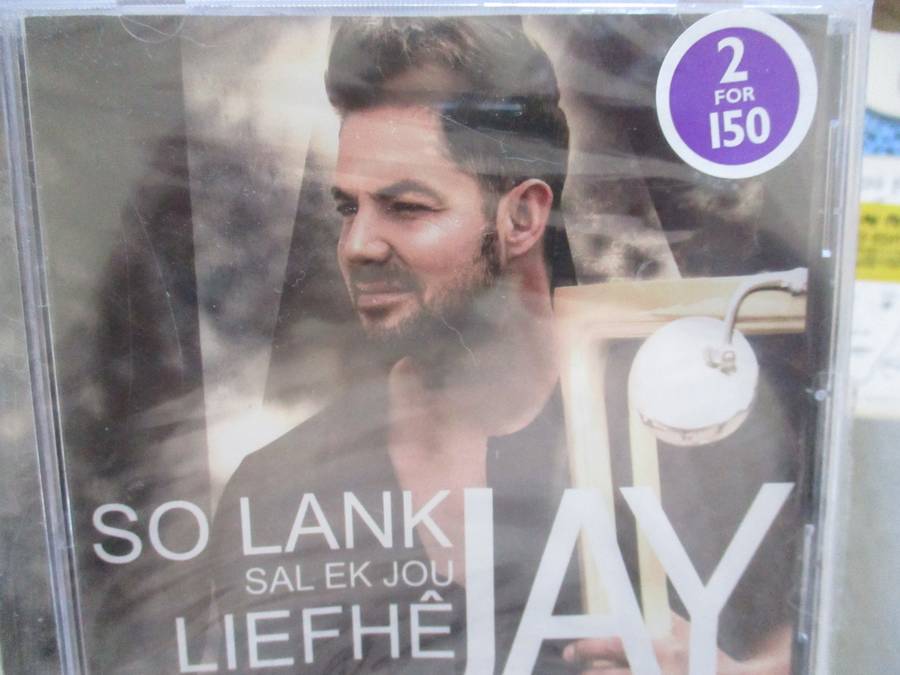 2
FOR
150
SO LANK
SAL EK JOU
LIEFHÊ
JAY